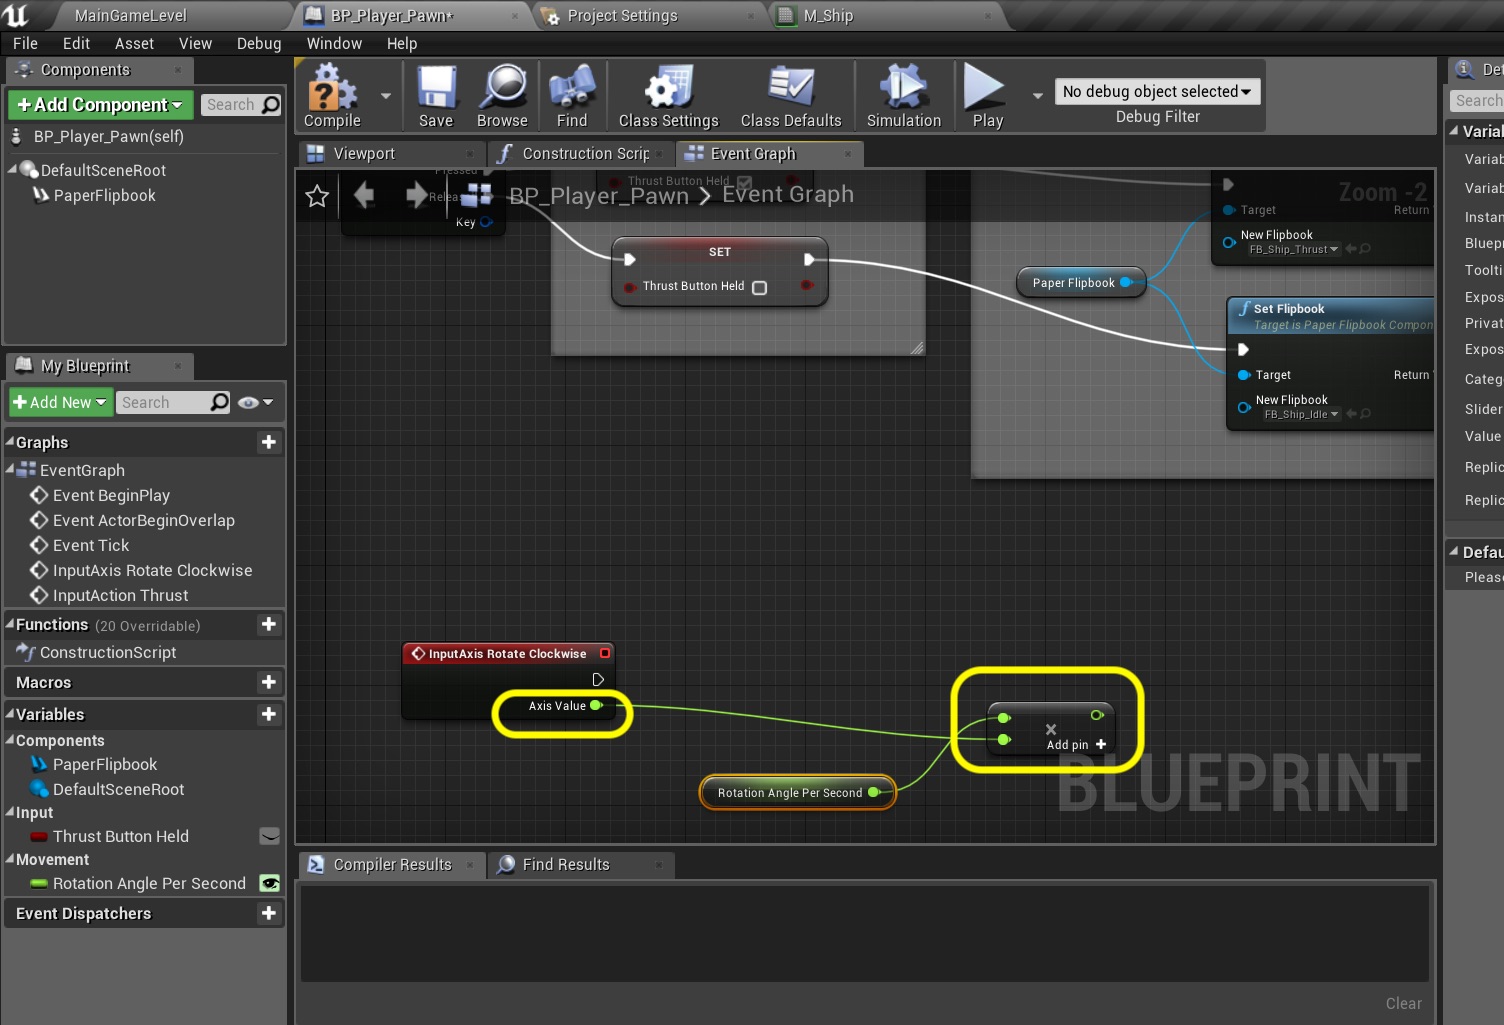 MainGameLevel
BP_Player_Pawn*
Project Settings
M_Ship
File Edit Asset View Debug Window Help
Components
+Add Component
Search
BP_Player_Pawn(self)
DefaultSceneRoot
PaperFlipbook
Compile
Save
Browse
Find
Class Settings
Class Defaults
Simulation
Play
No debug object selected
Debug Filter
Viewport
Construction Scrip
Event Graph
BP_Player_Pawn > Event Graph
Zoom -2
Pressed
Relea
Key
Thrust Button Held
SET
Thrust Button Held
Target
Return
New Flipbook
FB_Ship_Thrust
Paper Flipbook
Set Flipbook
Target is Paper Flipbook Compon
Target
Return
New Flipbook
FB_Ship_Idle
My Blueprint
+Add New
Search
Graphs
EventGraph
Event BeginPlay
Event ActorBeginOverlap
Event Tick
InputAxis Rotate Clockwise
InputAction Thrust
Functions (20 Overridable)
ConstructionScript
Macros
Variables
Components
PaperFlipbook
DefaultSceneRoot
Input
Thrust Button Held
Movement
Rotation Angle Per Second
Event Dispatchers
InputAxis Rotate Clockwise
Axis Value
Rotation Angle Per Second
Add pin +
BLUEPRINT
Compiler Results
Find Results
Clear
Det
Search
Variab
Variab
Variab
Instan
Bluepr
Toolti
Expos
Privat
Expos
Categ
Slider
Value
Replic
Replic
Defau
Please